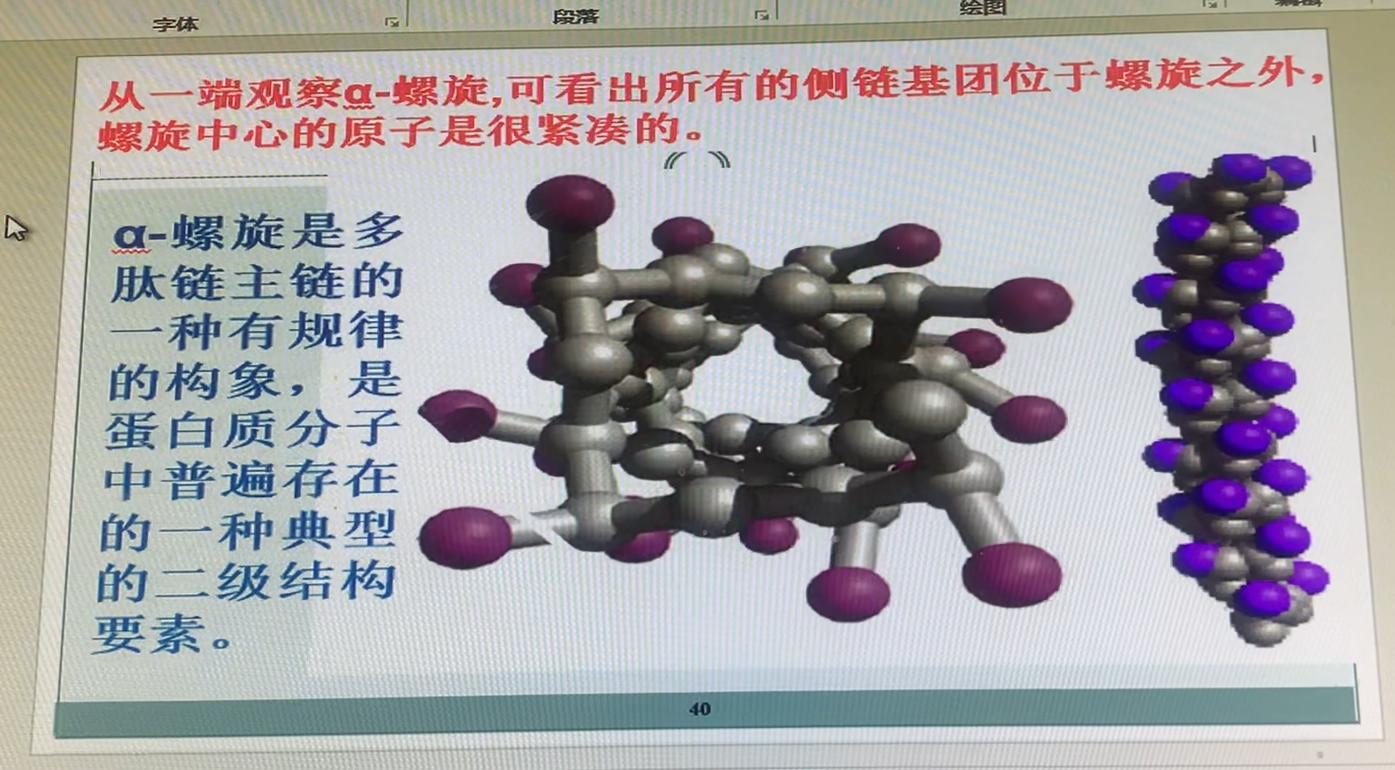 字体
段落
绘图
从一端观察α-螺旋,可看出所有的侧链基团位于螺旋之外,
螺旋中心的原子是很紧凑的。
α-螺旋是多
肽链主链的
一种有规律
的构象，是
蛋白质分子
中普遍存在
的一种典型
的二级结构
要素。
40